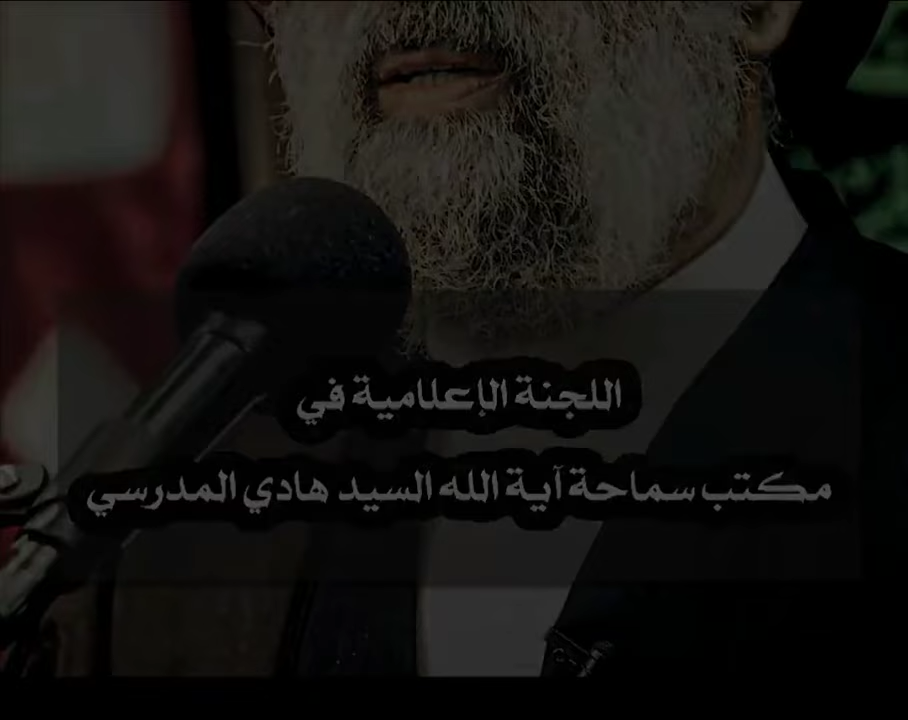 اللجنة الإعلامية في
مكتب سماحة آية الله السيد هادي المدرسي